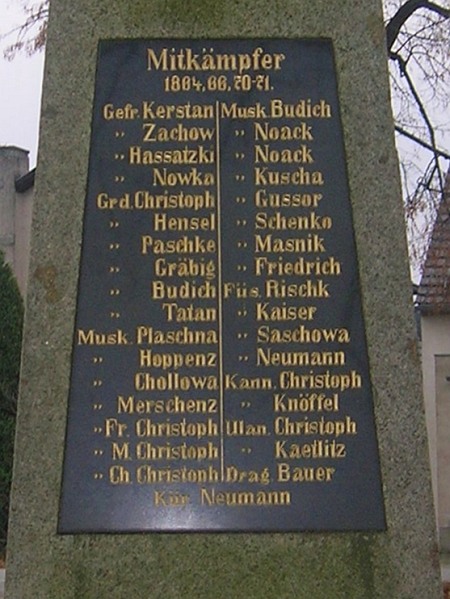 Mitkämpfer
1864.66.70-71.
Gefr. Kerstan Musk. Budich
" Zachow " Noack
" Hassatzki " Noack
" Nowka " Kuscha
Grd. Christoph " Gussor
" Hensel " Schenko
" Paschke " Masnik
" Gräbig " Friedrich
" Budich Füs. Rischk
" Tatan " Kaiser
Musk. Plaschna " Saschowa
" Hoppenz " Neumann
" Chollowa Kann. Christoph
" Merschenz " Knöffel
" Fr. Christoph Ulan. Christoph
" M. Christoph " Kaetlitz
" Ch. Christoph Drag. Bauer
Kür. Neumann